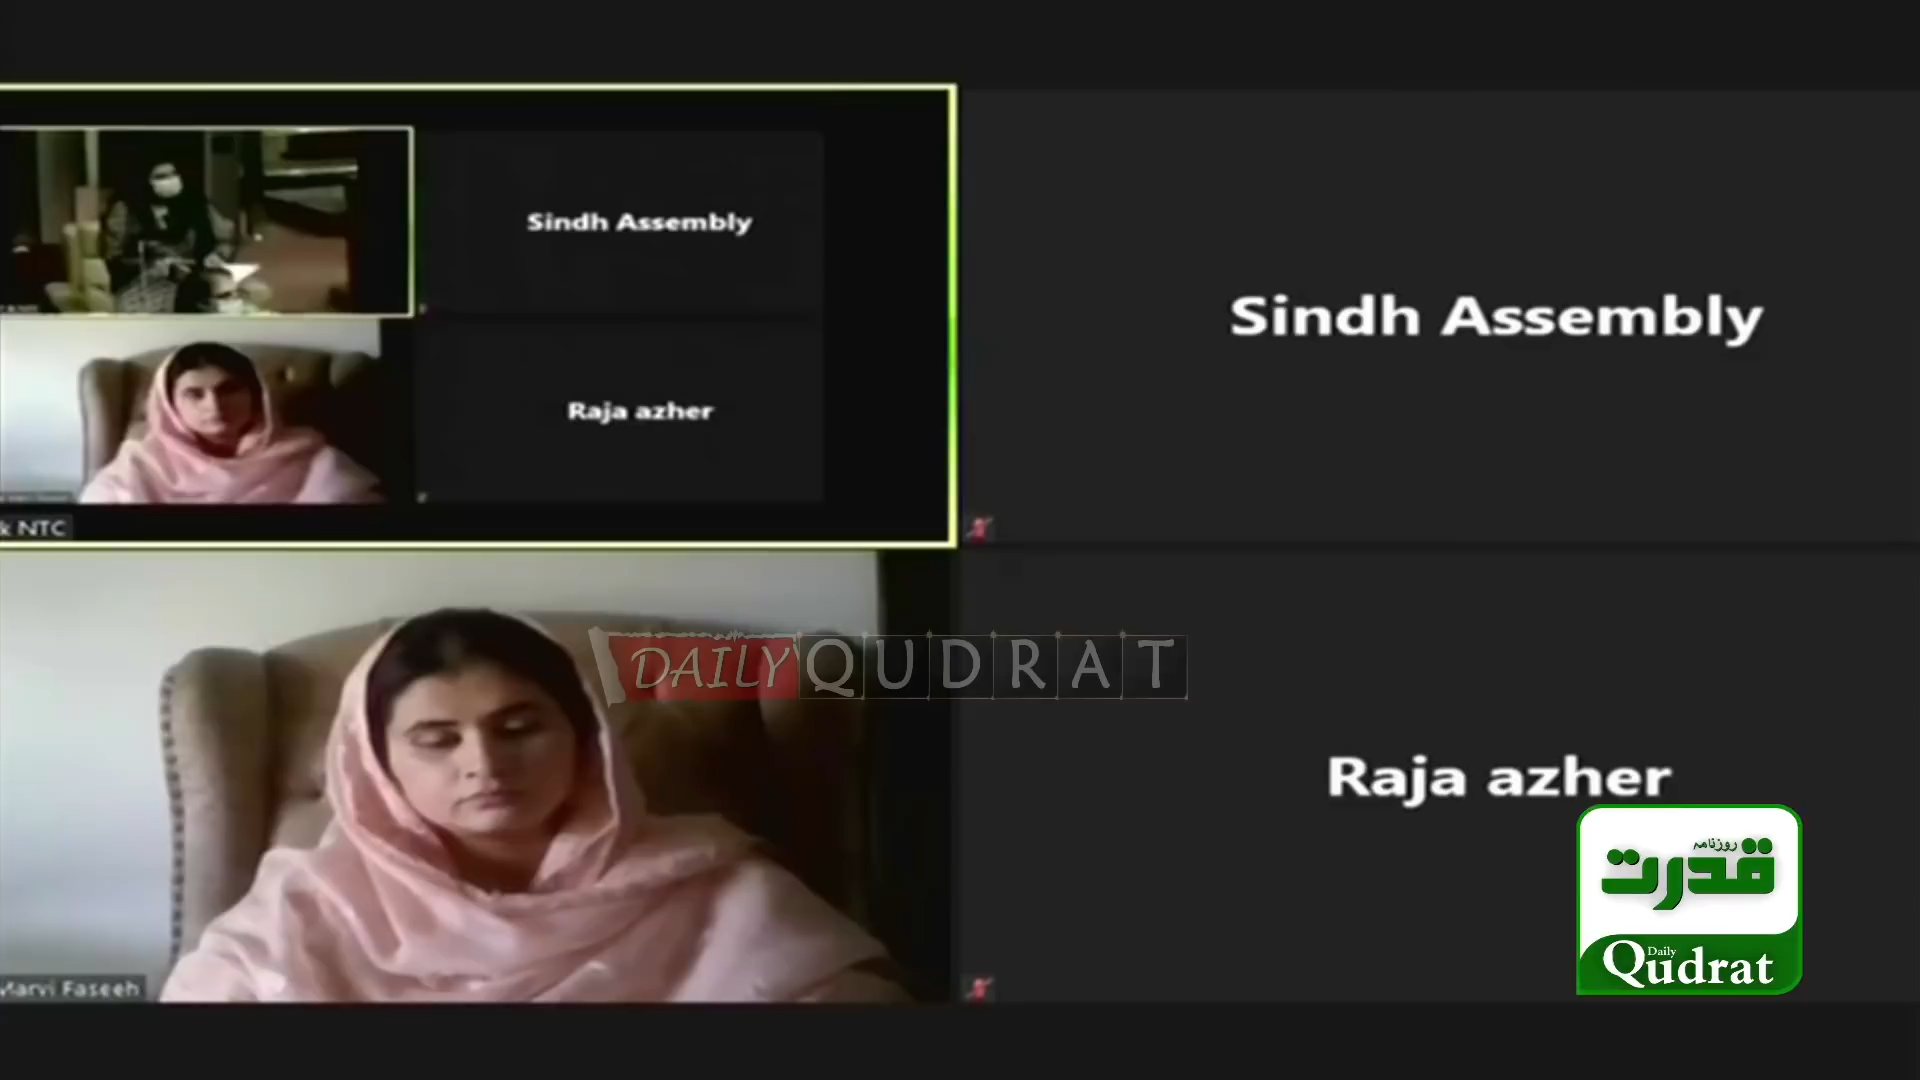 Sindh Assembly
Raja azher
k NTC
Sindh Assembly
Marvi Faseeh
DAILY QUDRAT
Raja azher
روزنامہ
قدرت
Daily
Qudrat